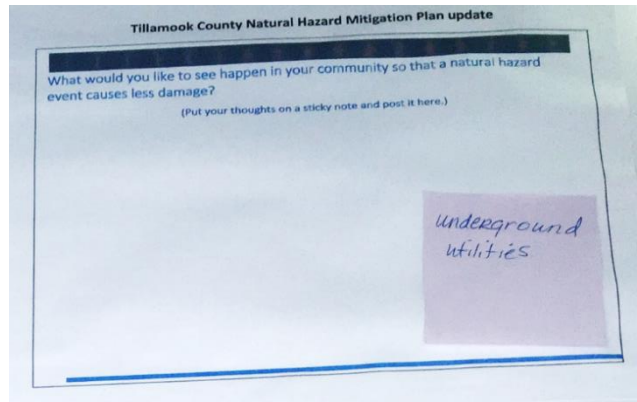 Tillamook County Natural Hazard Mitigation Plan update
What would you like to see happen in your community so that a natural hazard
event causes less damage?
(Put your thoughts on a sticky note and post it here.)
underground
utilities